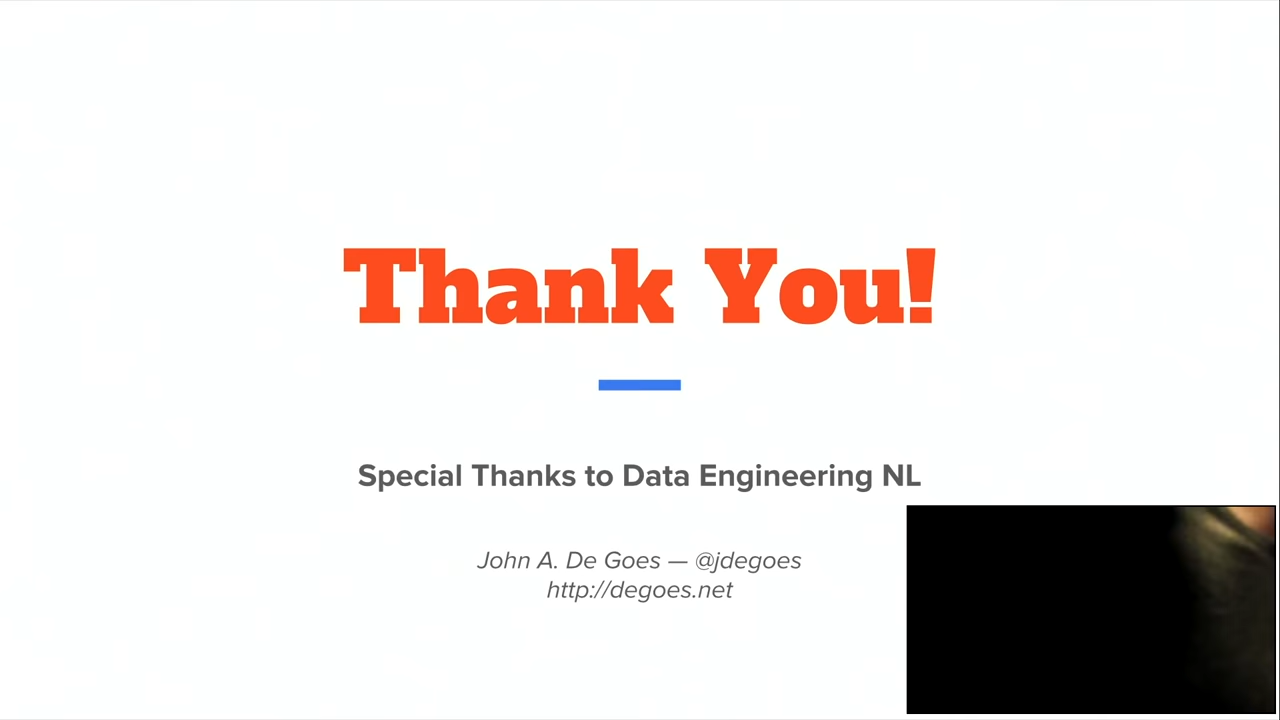 Thank You!
Special Thanks to Data Engineering NL
John A. De Goes — @jdegoes
http://degoes.net